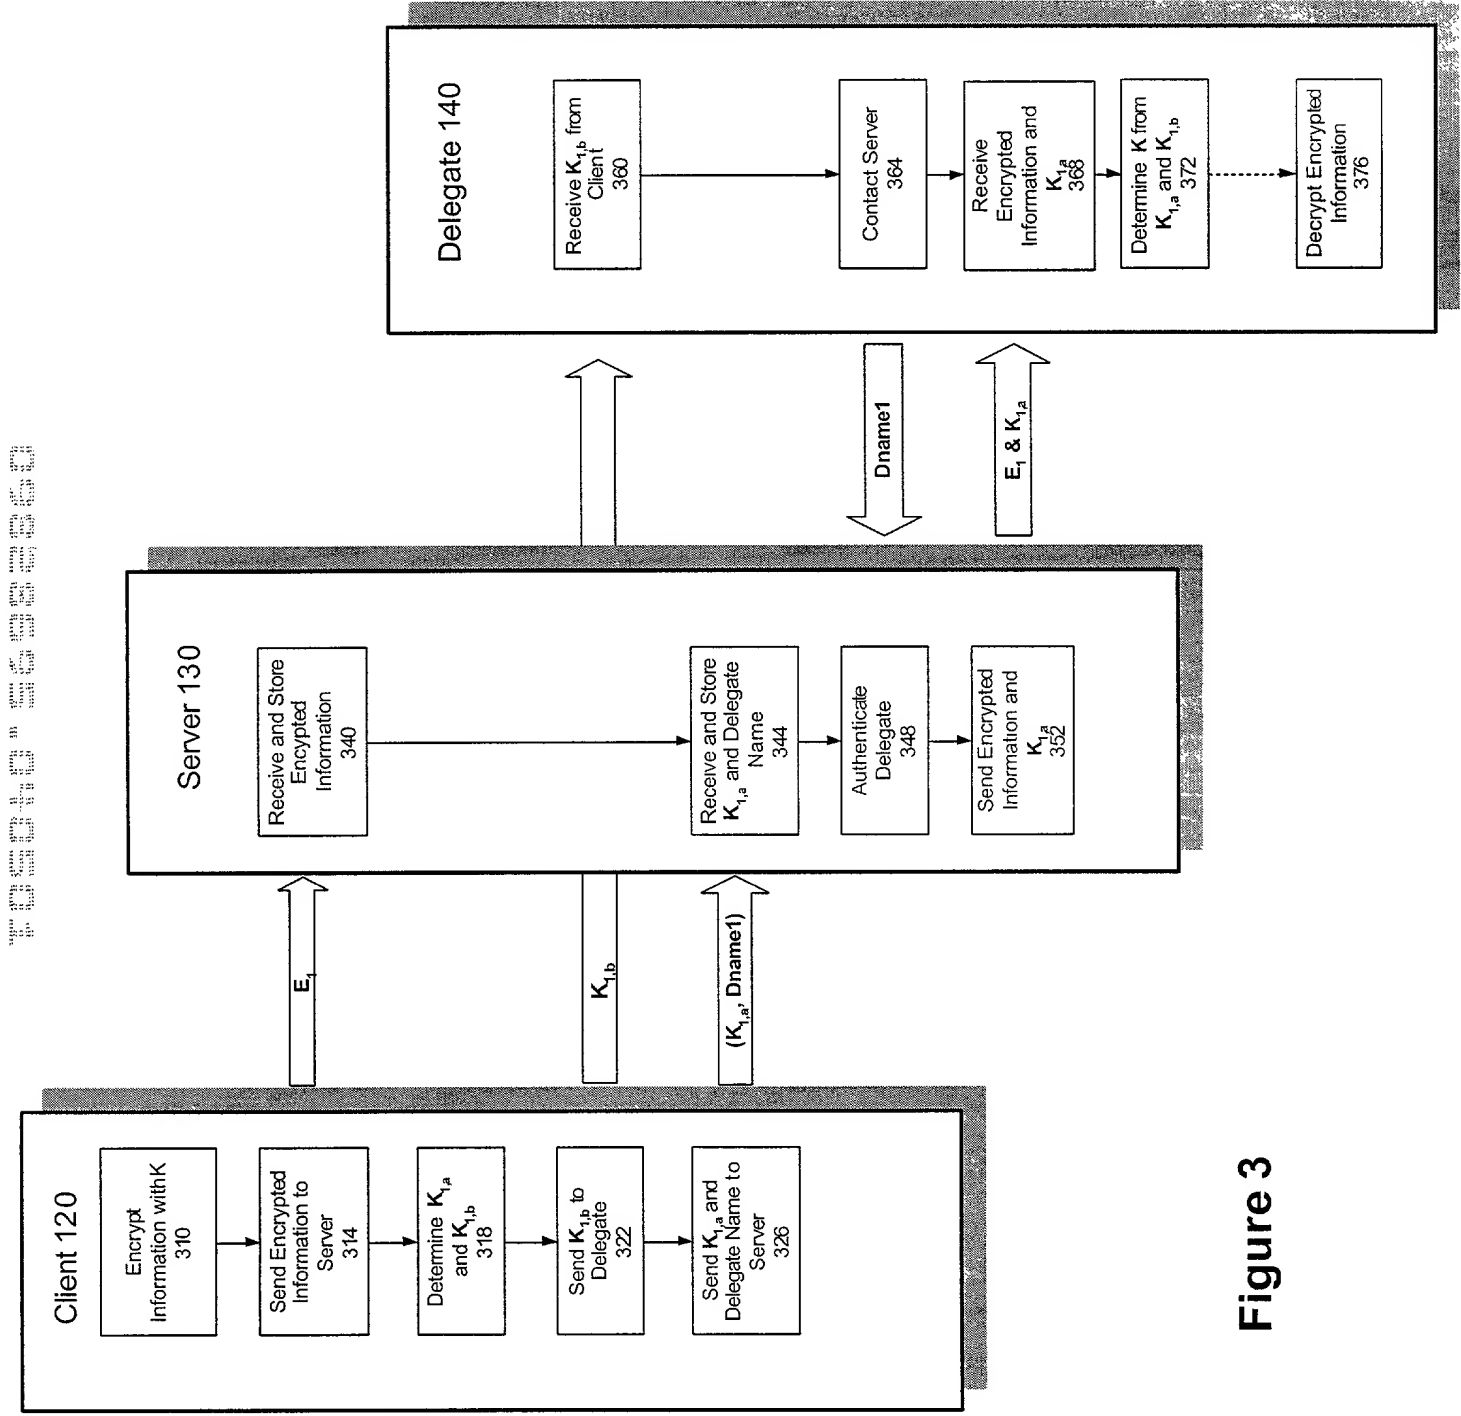 Client 120
Encrypt
Information withK
310
Send Encrypted
Information to
Server
314
Determine K1,a
and K1,b
318
Send K1,b to
Delegate
322
Send K1,a and
Delegate Name to
Server
326
E1
K1,b
(K1,a, Dname1)
Server 130
Receive and Store
Encrypted
Information
340
Receive and Store
K1,a and Delegate
Name
344
Authenticate
Delegate
348
Send Encrypted
Information and
K1,a
352
Dname1
E1 & K1,a
Delegate 140
Receive K1,b from
Client
360
Contact Server
364
Receive
Encrypted
Information and
K1,a
368
Determine K from
K1,a and K1,b
372
Decrypt Encrypted
Information
376
Figure 3